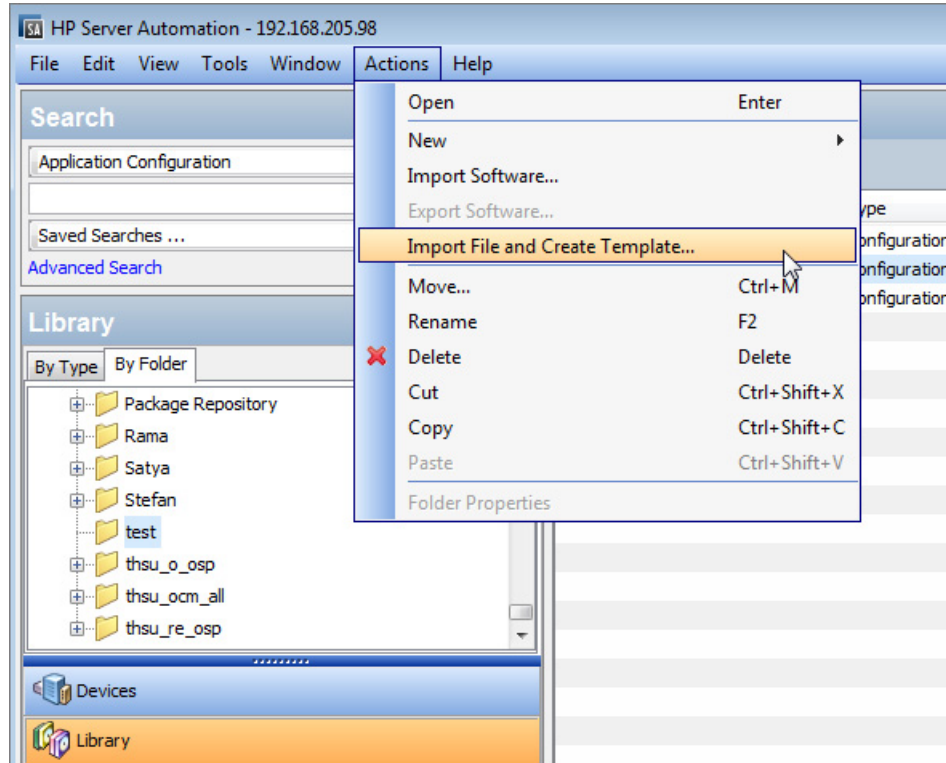 SA HP Server Automation - 192.168.205.98
File Edit View Tools Window Actions Help
Search
Application Configuration
Saved Searches ...
Advanced Search
Open Enter
New
Import Software...
Export Software...
Import File and Create Template...
Move... Ctrl+M
Rename F2
Delete Delete
Cut Ctrl+Shift+X
Copy Ctrl+Shift+C
Paste Ctrl+Shift+V
Folder Properties
ype
onfiguration
onfiguration
onfiguration
Library
By Type By Folder
Package Repository
Rama
Satya
Stefan
test
thsu_o_osp
thsu_ocm_all
thsu_re_osp
Devices
Library